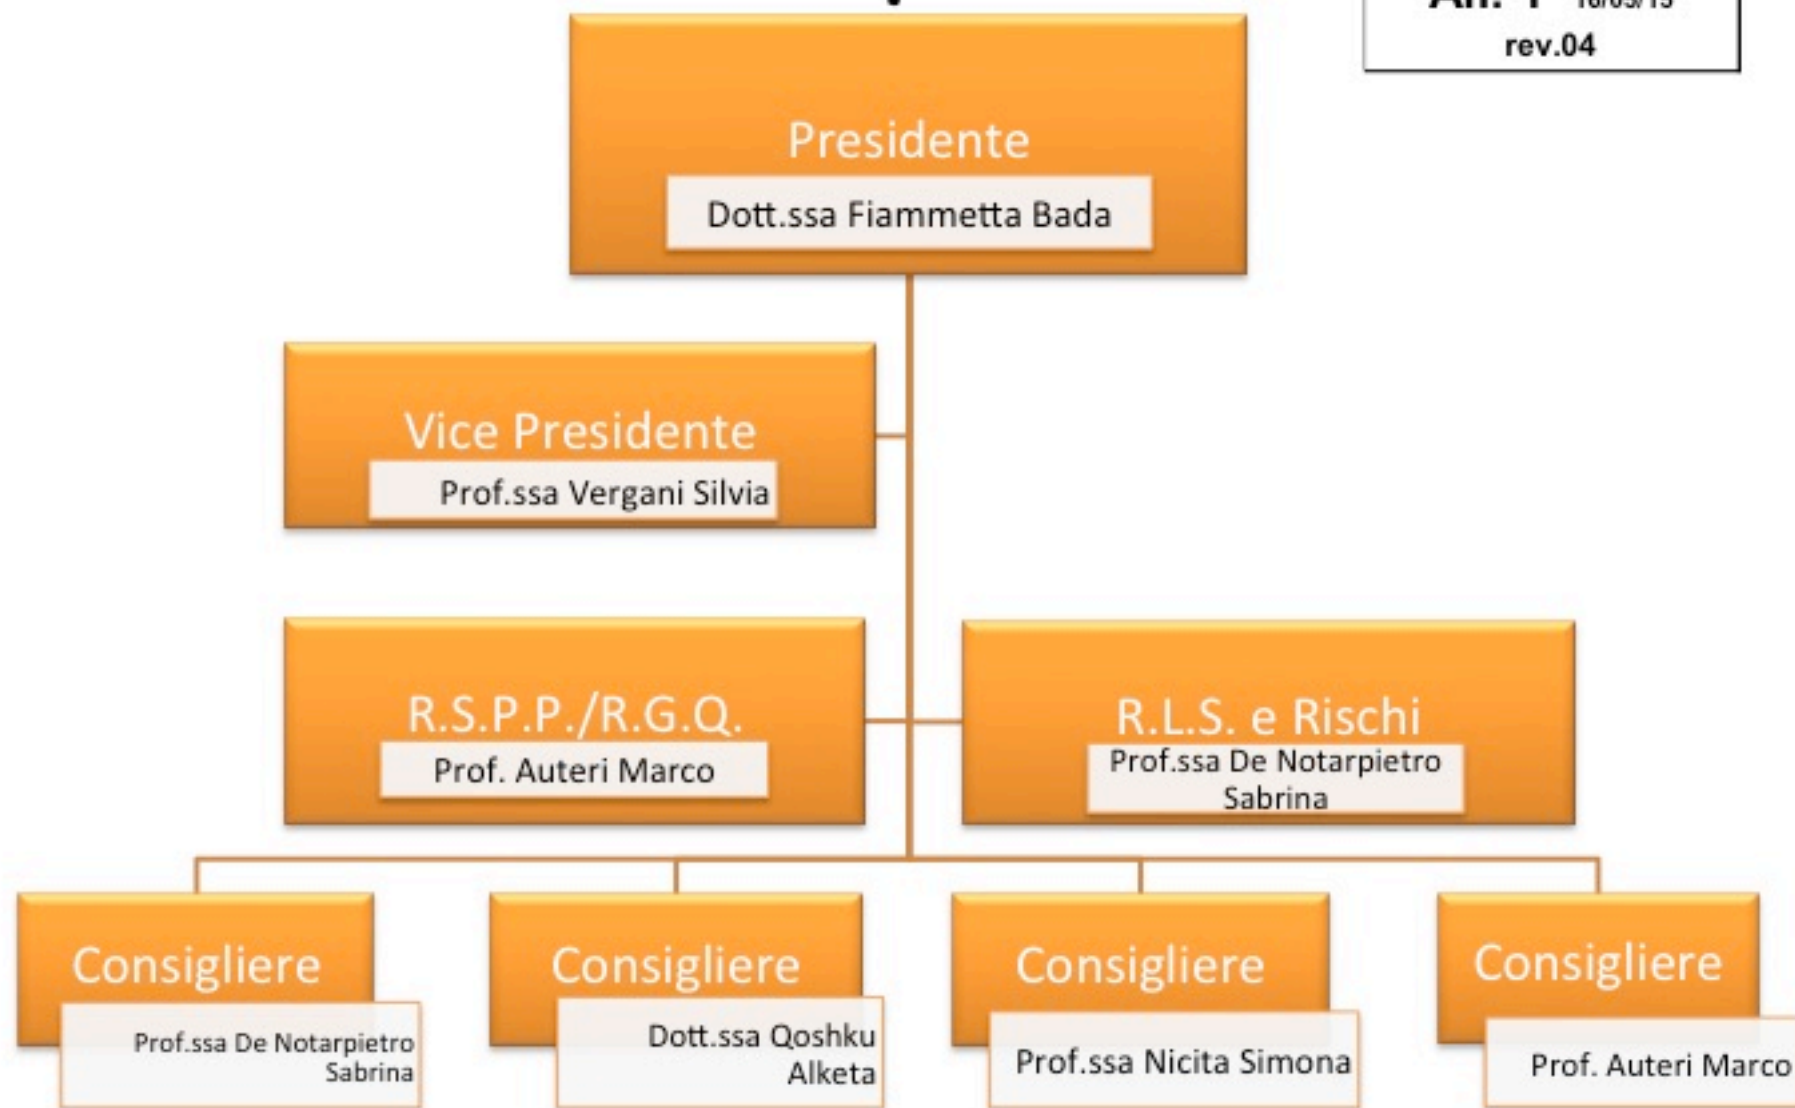 rev.04
Presidente
Dott.ssa Fiammetta Bada
Vice Presidente
Prof.ssa Vergani Silvia
R.S.P.P./R.G.Q.
Prof. Auteri Marco
R.L.S. e Rischi
Prof.ssa De Notarpietro
Sabrina
Consigliere
Prof.ssa De Notarpietro
Sabrina
Consigliere
Dott.ssa Qoshku
Alketa
Consigliere
Prof.ssa Nicita Simona
Consigliere
Prof. Auteri Marco